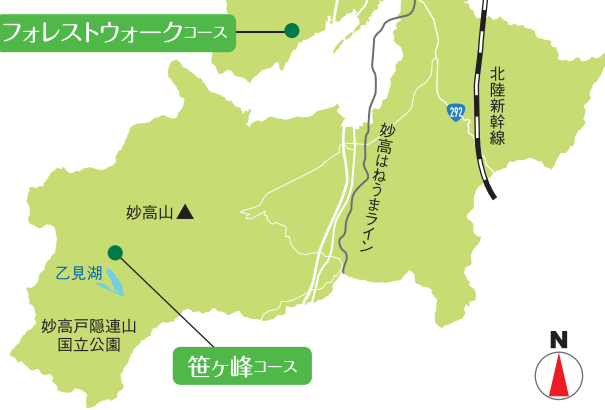 フォレストウォークコース
北陸新幹線
292
妙高はねうまライン
妙高山
乙見湖
妙高戸隠連山
国立公園
笹ヶ峰コース
N